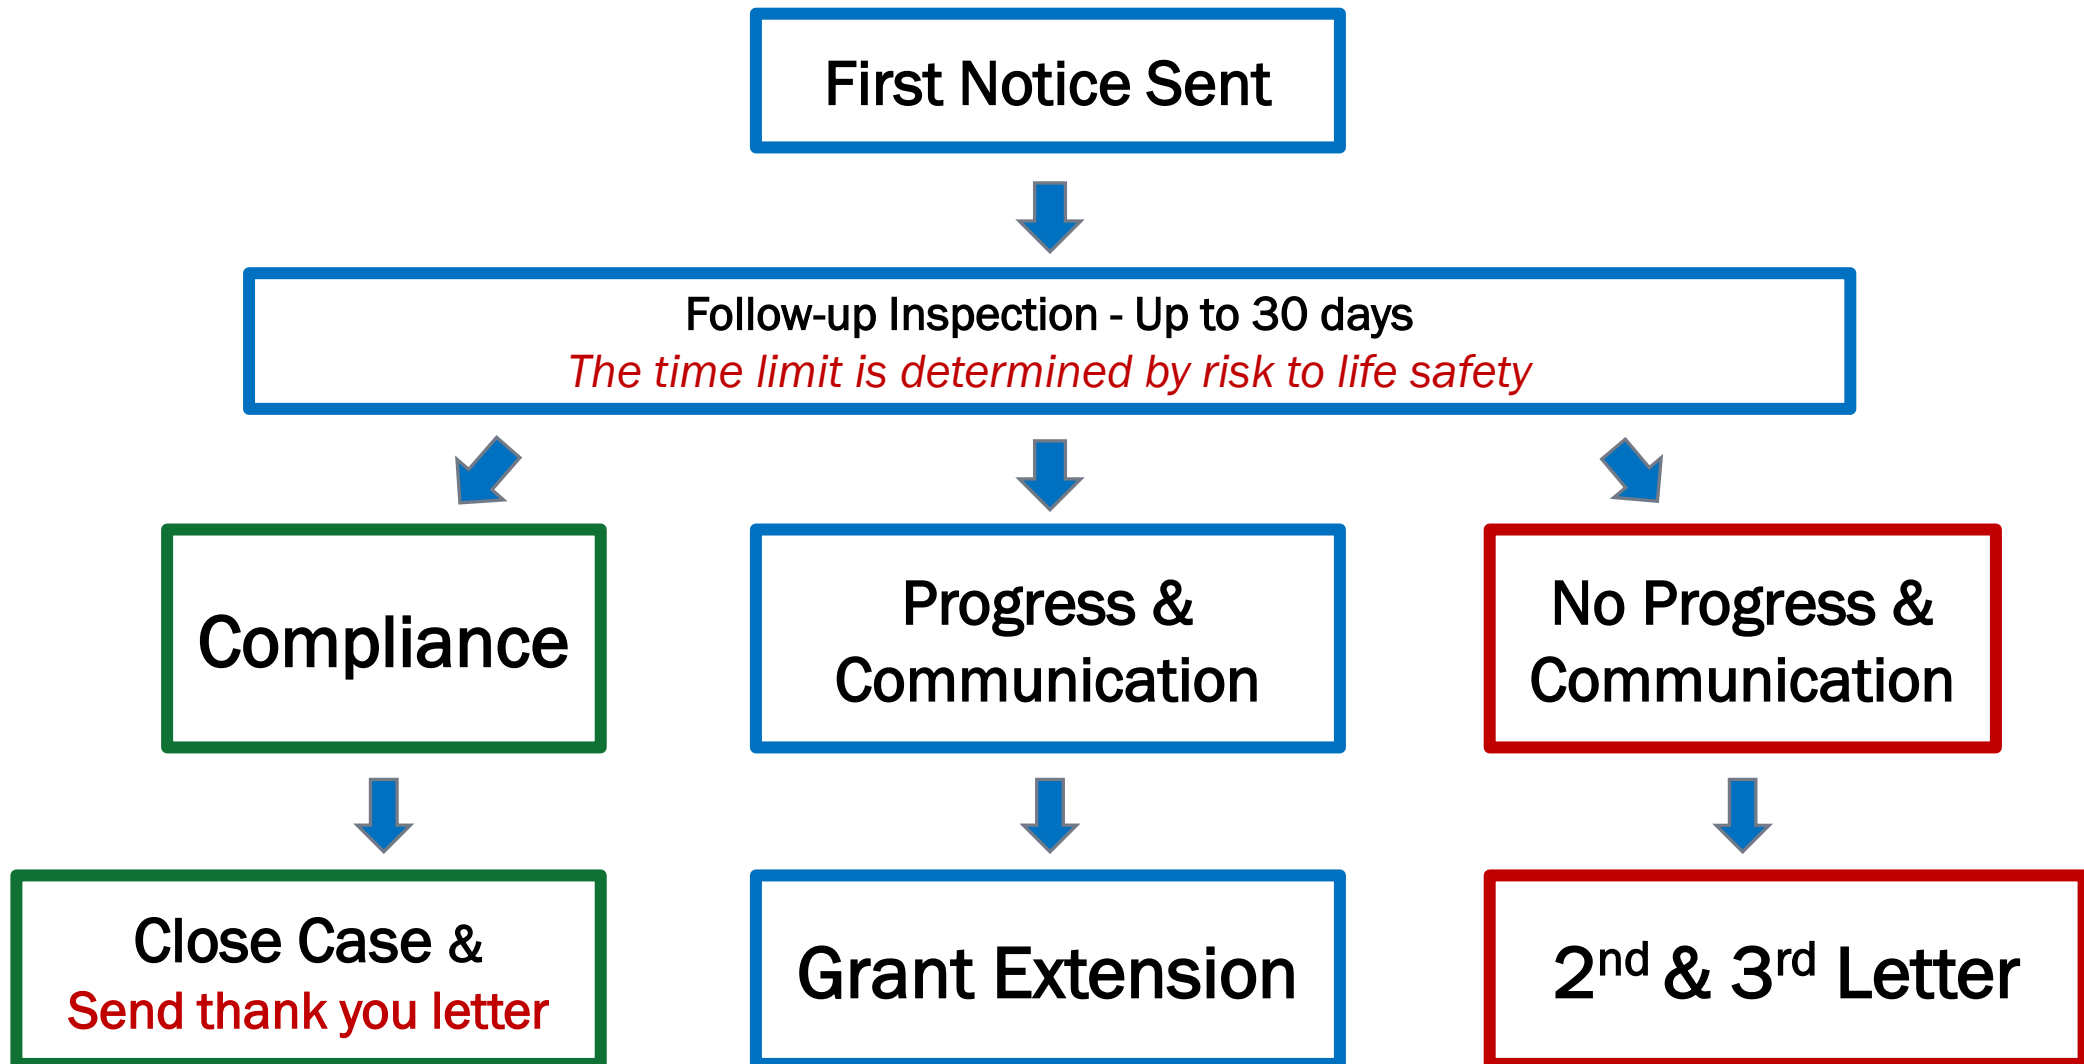 First Notice Sent
Follow-up Inspection - Up to 30 days
The time limit is determined by risk to life safety
Compliance
Progress &
Communication
No Progress &
Communication
Close Case &
Send thank you letter
Grant Extension
2nd & 3rd Letter